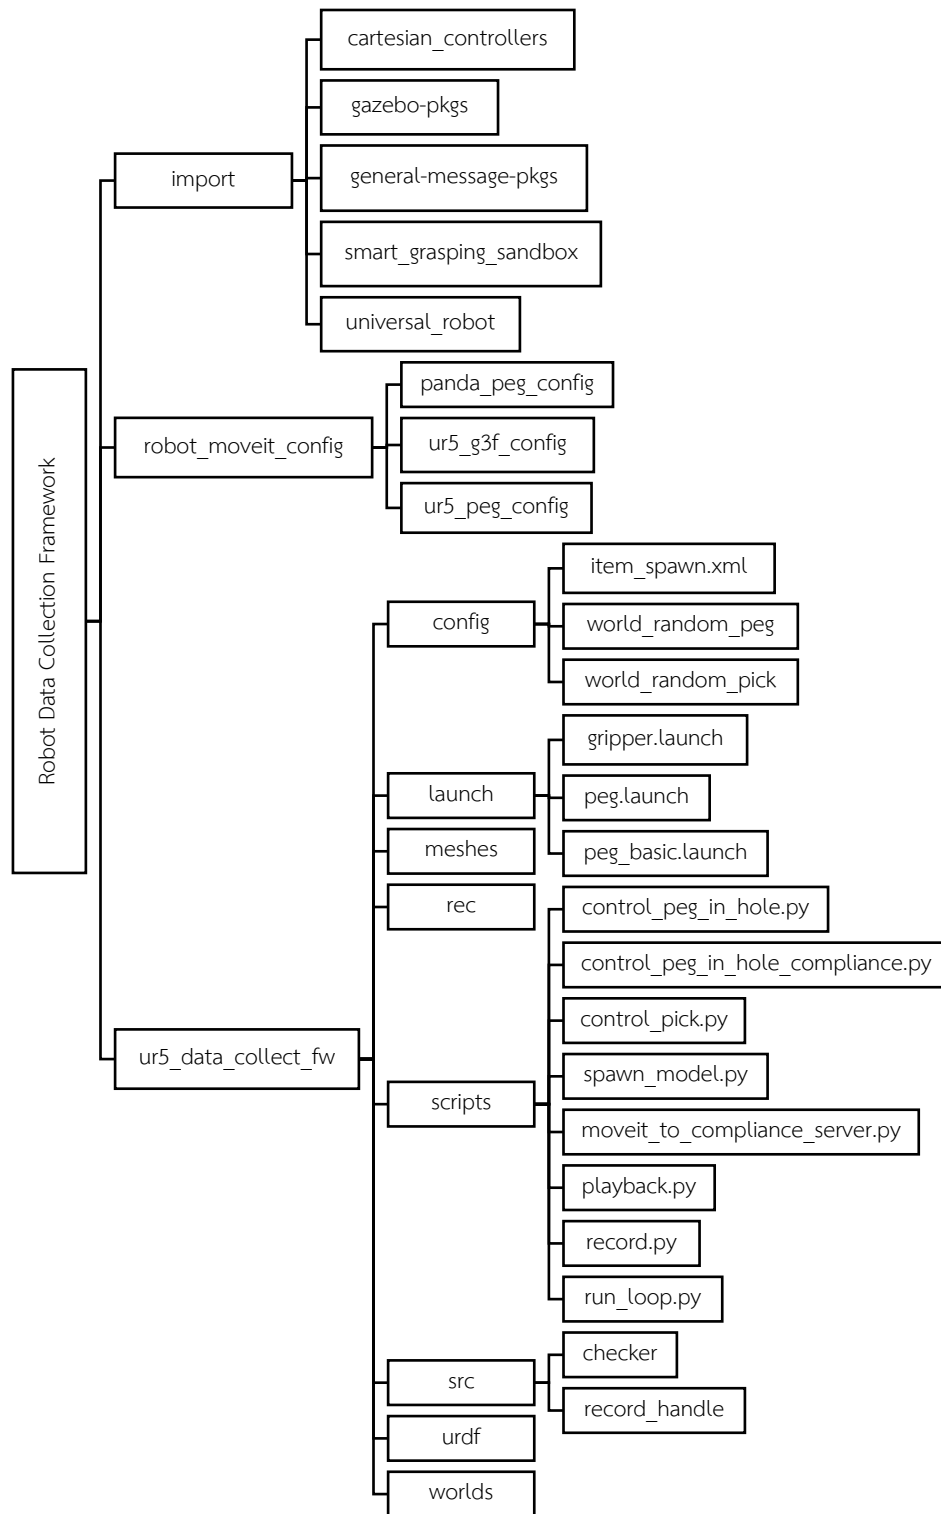 Robot Data Collection Framework
import
cartesian_controllers
gazebo-pkgs
general-message-pkgs
smart_grasping_sandbox
universal_robot
robot_moveit_config
panda_peg_config
ur5_g3f_config
ur5_peg_config
ur5_data_collect_fw
config
item_spawn.xml
world_random_peg
world_random_pick
launch
gripper.launch
peg.launch
peg_basic.launch
meshes
rec
scripts
control_peg_in_hole.py
control_peg_in_hole_compliance.py
control_pick.py
spawn_model.py
moveit_to_compliance_server.py
playback.py
record.py
run_loop.py
src
checker
record_handle
urdf
worlds